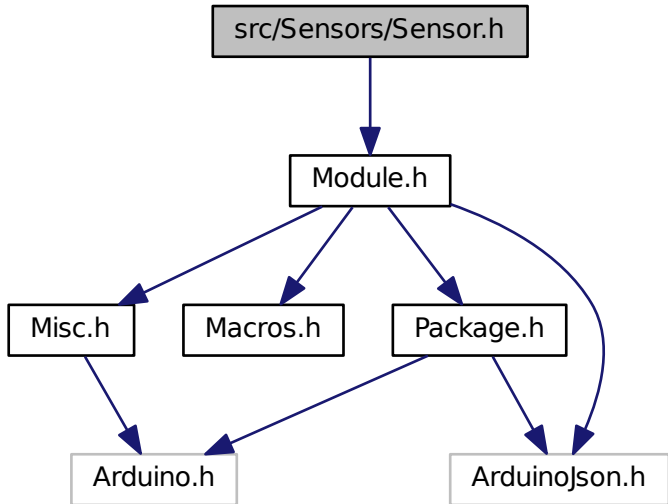 src/Sensors/Sensor.h
Module.h
Misc.h
Macros.h
Package.h
Arduino.h
ArduinoJson.h